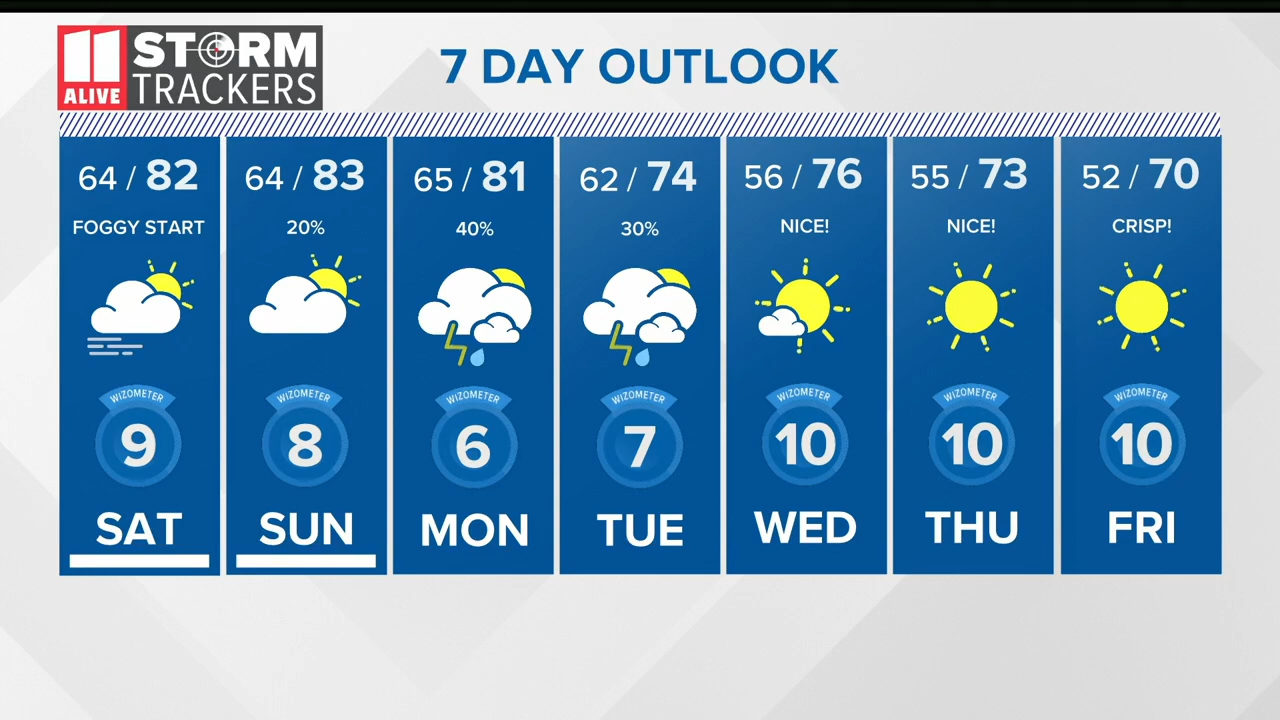 11
ALIVE
STORM
TRACKERS
7 DAY OUTLOOK
64 / 82
FOGGY START
WIZOMETER
9
SAT
64 / 83
20%
WIZOMETER
8
SUN
65 / 81
40%
WIZOMETER
6
MON
62 / 74
30%
WIZOMETER
7
TUE
56 / 76
NICE!
WIZOMETER
10
WED
55 / 73
NICE!
WIZOMETER
10
THU
52 / 70
CRISP!
WIZOMETER
10
FRI